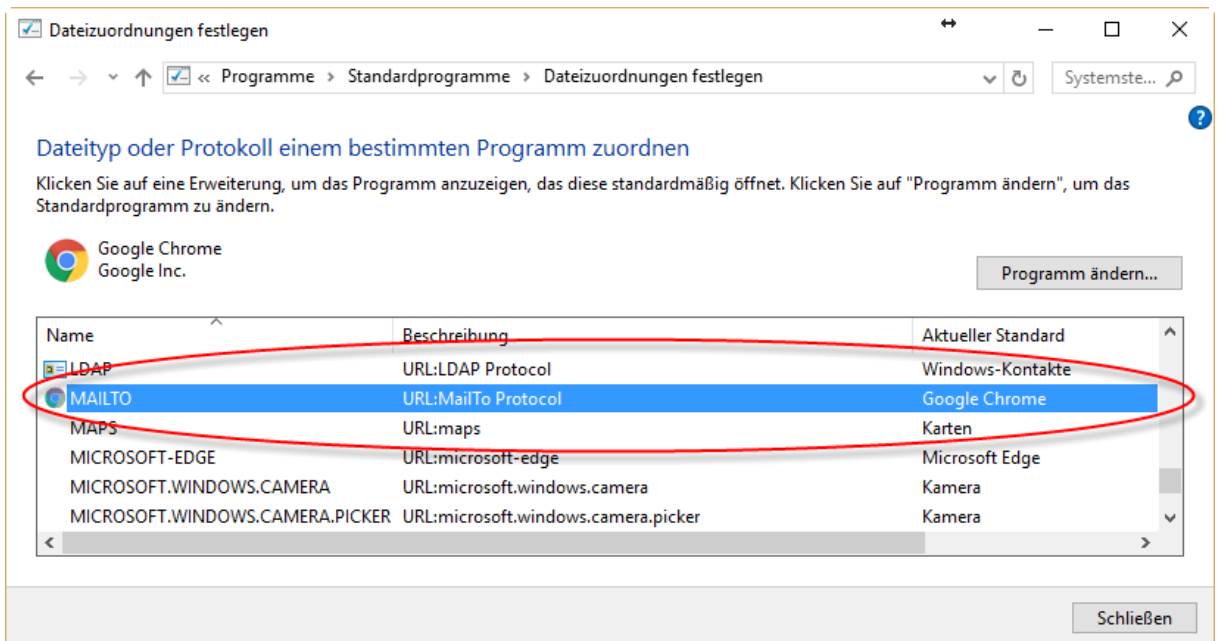 Dateizuordnungen festlegen
« Programme › Standardprogramme › Dateizuordnungen festlegen Systemste...
?
Dateityp oder Protokoll einem bestimmten Programm zuordnen
Klicken Sie auf eine Erweiterung, um das Programm anzuzeigen, das diese standardmäßig öffnet. Klicken Sie auf "Programm ändern", um das
Standardprogramm zu ändern.
Google Chrome
Google Inc.
Programm ändern...
Name Beschreibung Aktueller Standard
LDAP URL:LDAP Protocol Windows-Kontakte
MAILTO URL:MailTo Protocol Google Chrome
MAPS URL:maps Karten
MICROSOFT-EDGE URL:microsoft-edge Microsoft Edge
MICROSOFT.WINDOWS.CAMERA URL:microsoft.windows.camera Kamera
MICROSOFT.WINDOWS.CAMERA.PICKER URL:microsoft.windows.camera.picker Kamera
Schließen